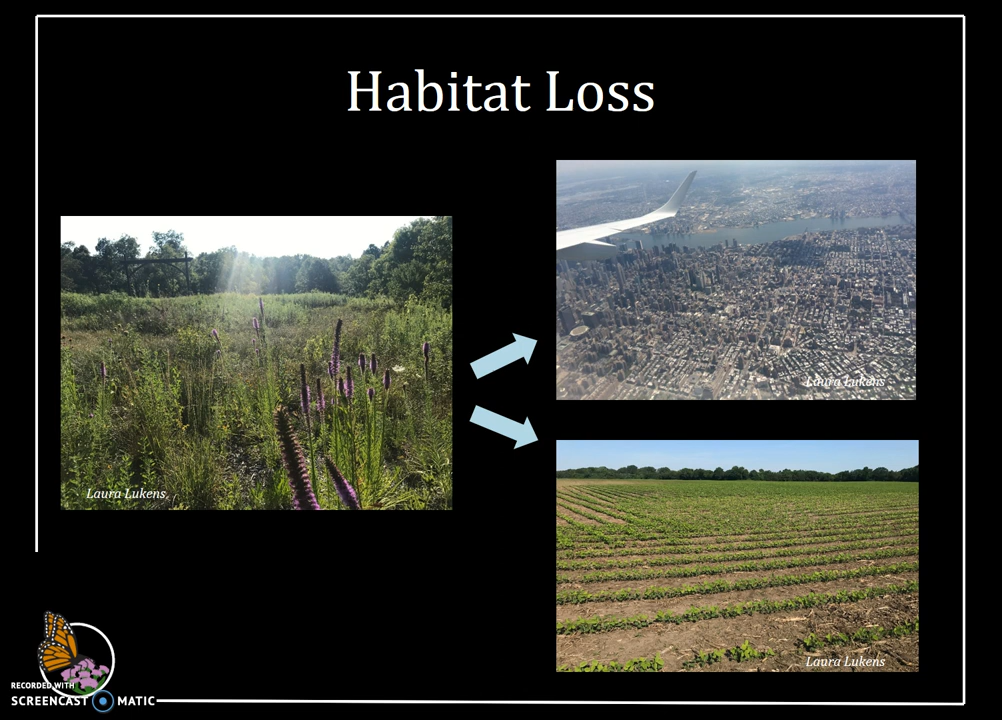 Habitat Loss
Laura Lukens
Laura Lukens
Laura Lukens
RECORDED WITH
SCREENCAST MATIC